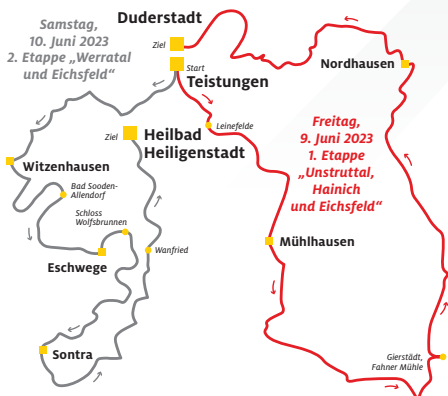 Samstag,
10. Juni 2023
2. Etappe „Werratal
und Eichsfeld“
Duderstadt
Ziel
Start
Teistungen
Nordhausen
Leinefelde
Freitag,
9. Juni 2023
1. Etappe
„Unstruttal,
Hainich
und Eichsfeld“
Ziel
Heilbad
Heiligenstadt
Witzenhausen
Bad Sooden-
Allendorf
Schloss
Wolfsbrunnen
Eschwege
Wanfried
Mühlhausen
Sontra
Gierstädt,
Fahner Mühle